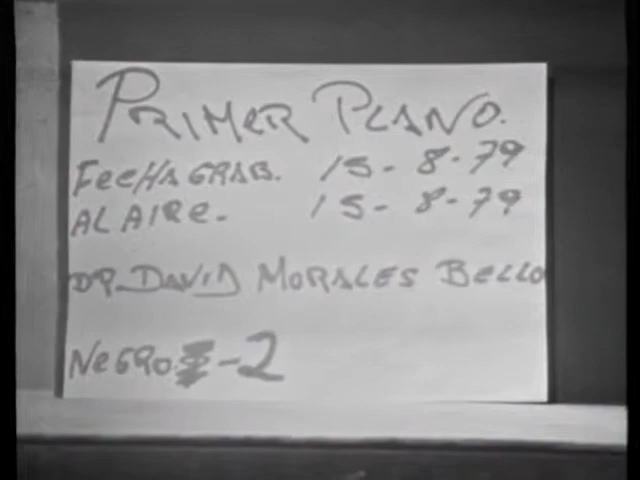 PRIMER PLANO.
FECHA GRAB. 15-8-79
AL AIRE. 15-8-79
DR. DAVID MORALES BELLO
NEGRO -2